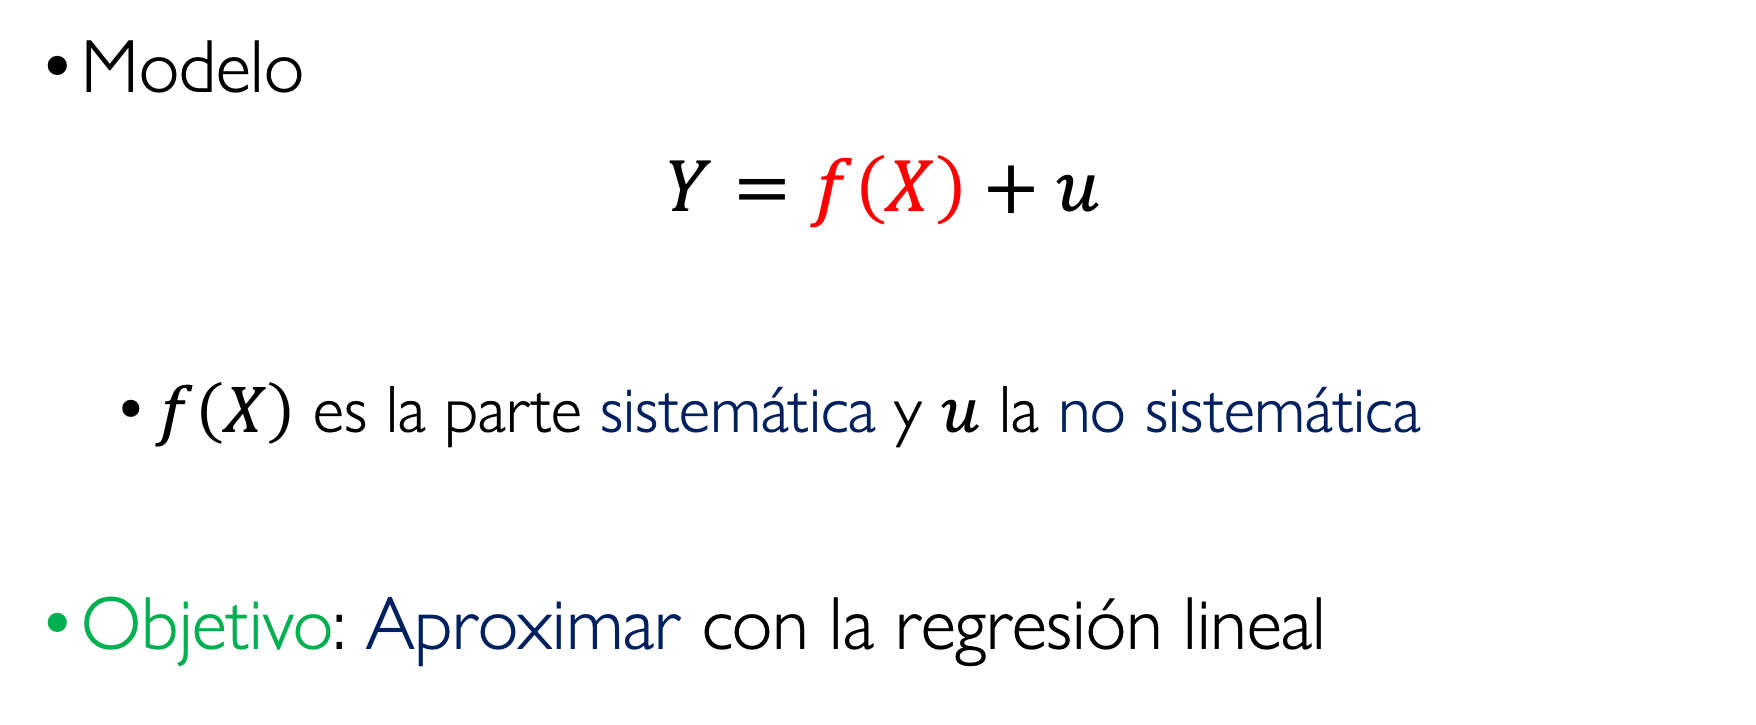 • Modelo
Y = f(X) + u
• f(X) es la parte sistemática y u la no sistemática
• Objetivo: Aproximar con la regresión lineal